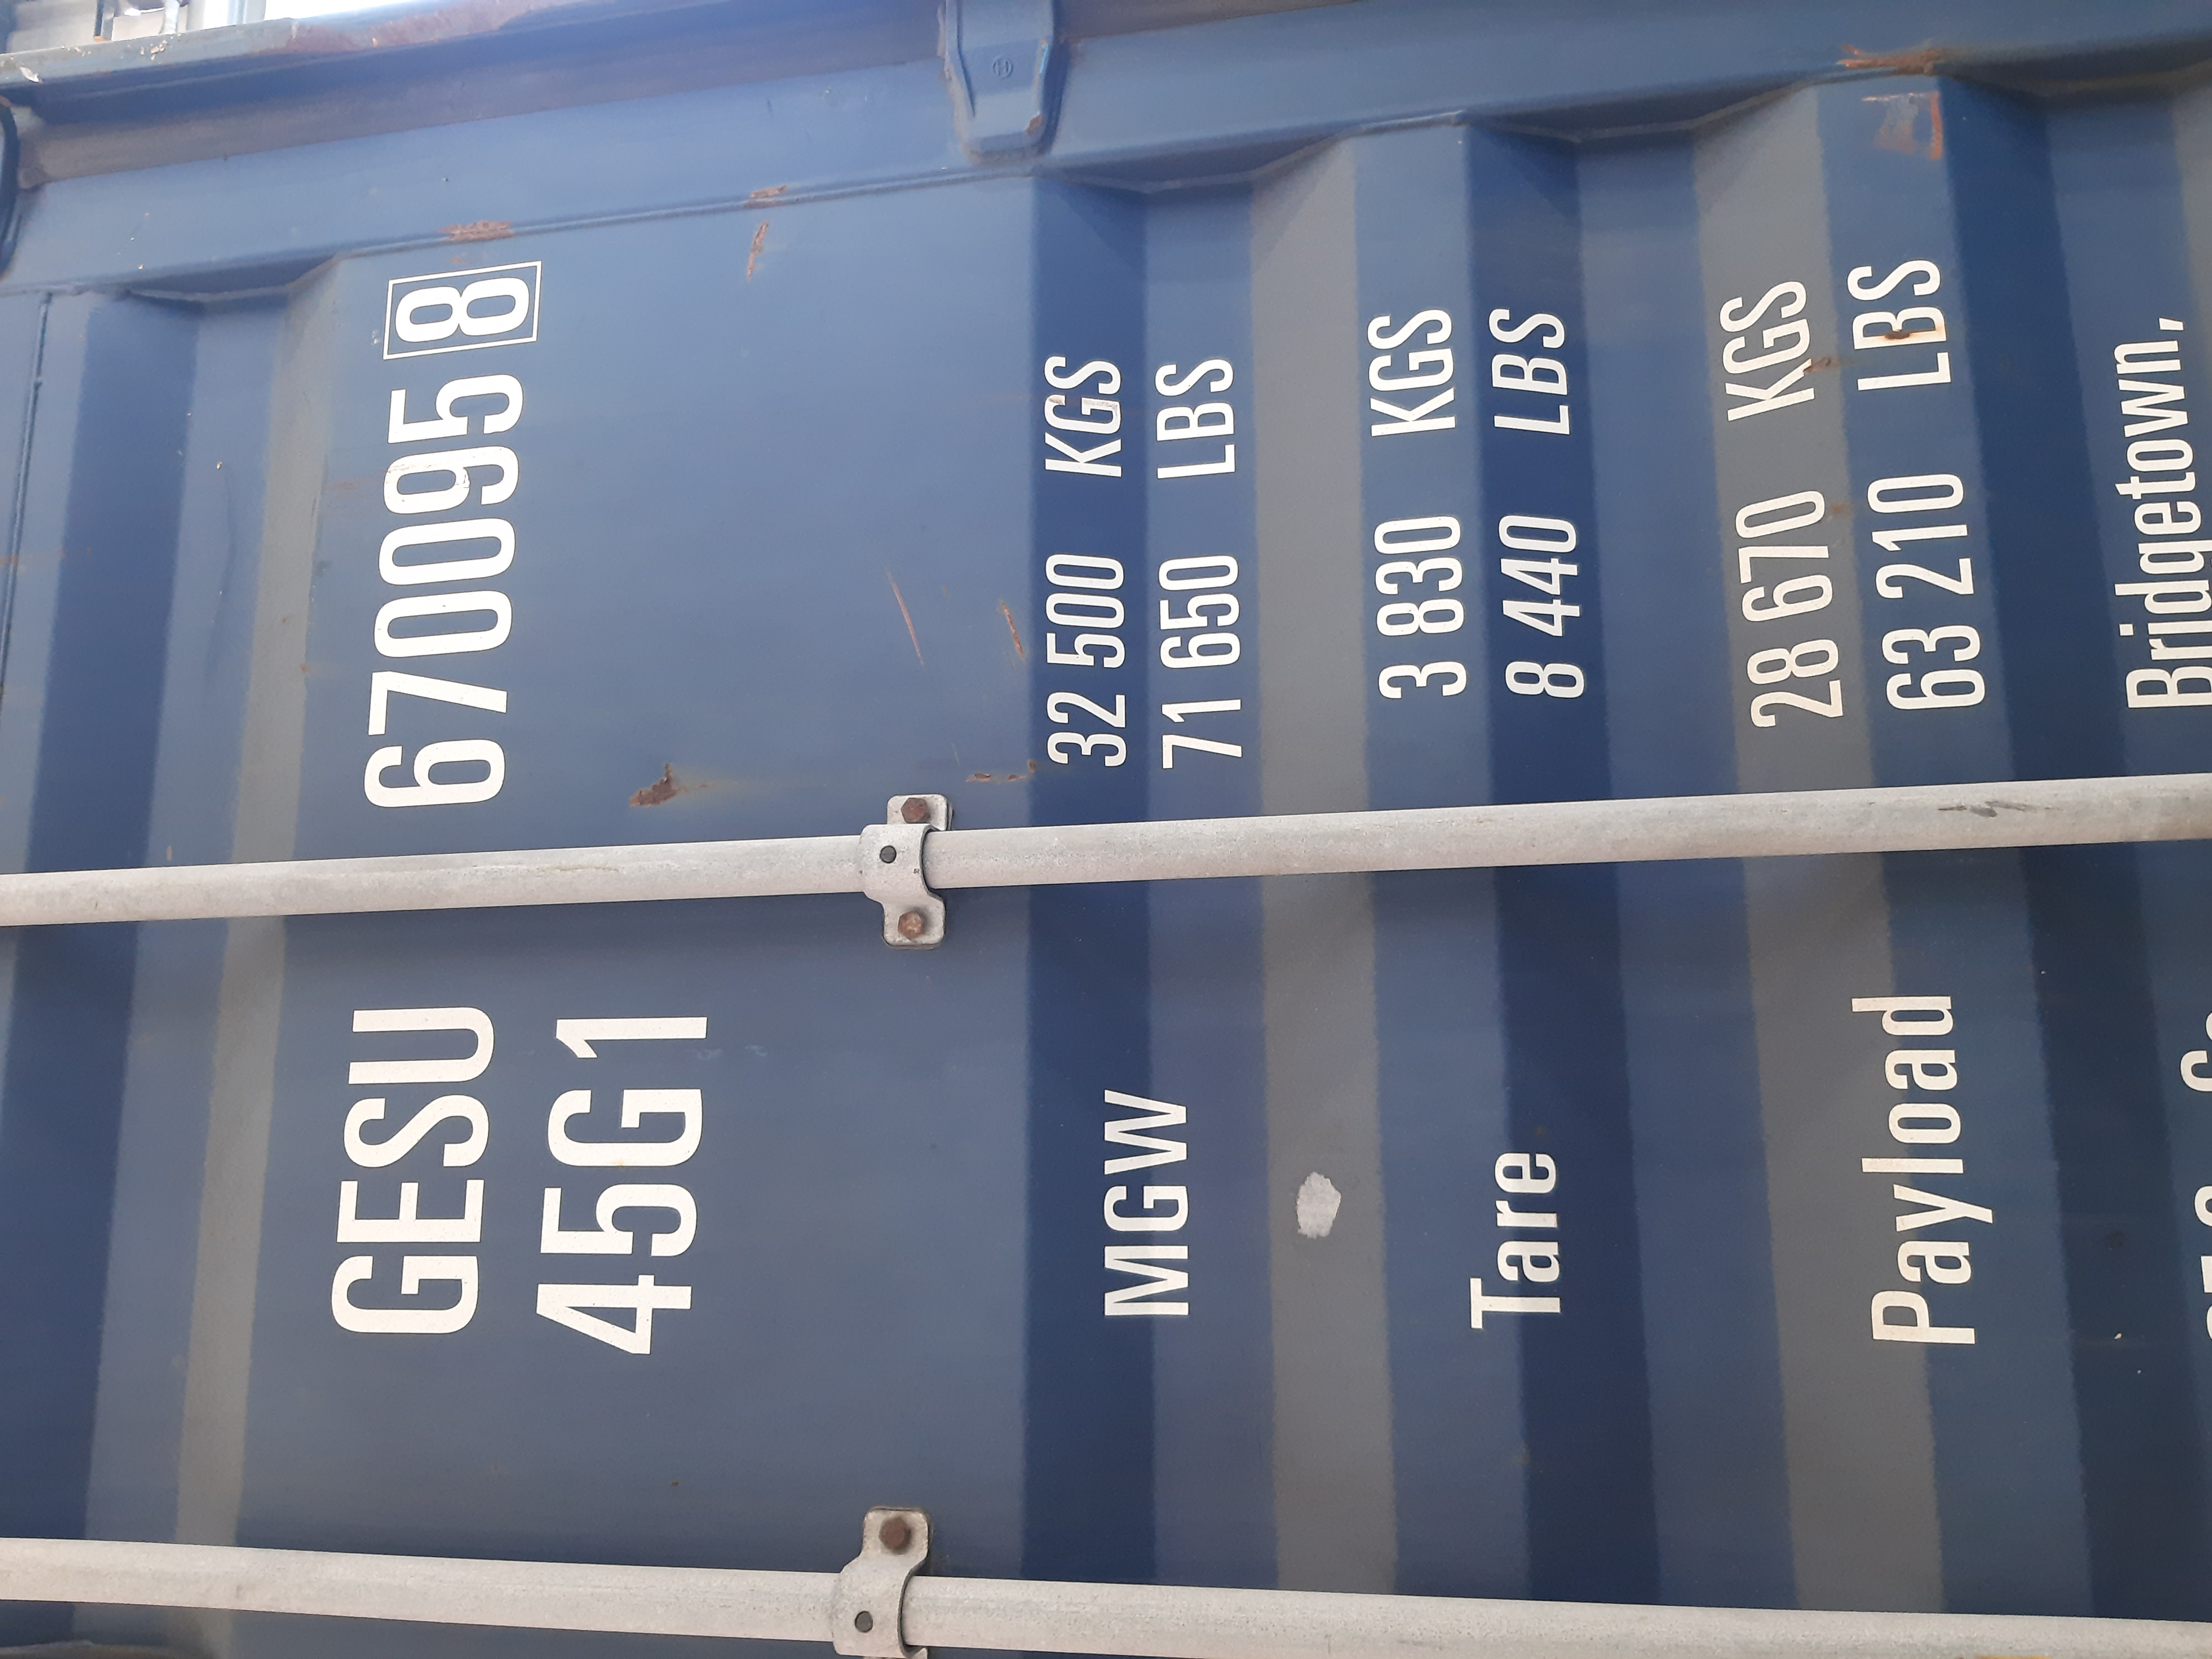 GESU 670095 8
45G1
MGW 32 500 KGS
71 650 LBS
Tare 3 830 KGS
8 440 LBS
Payload 28 670 KGS
63 210 LBS
Bridgetown,